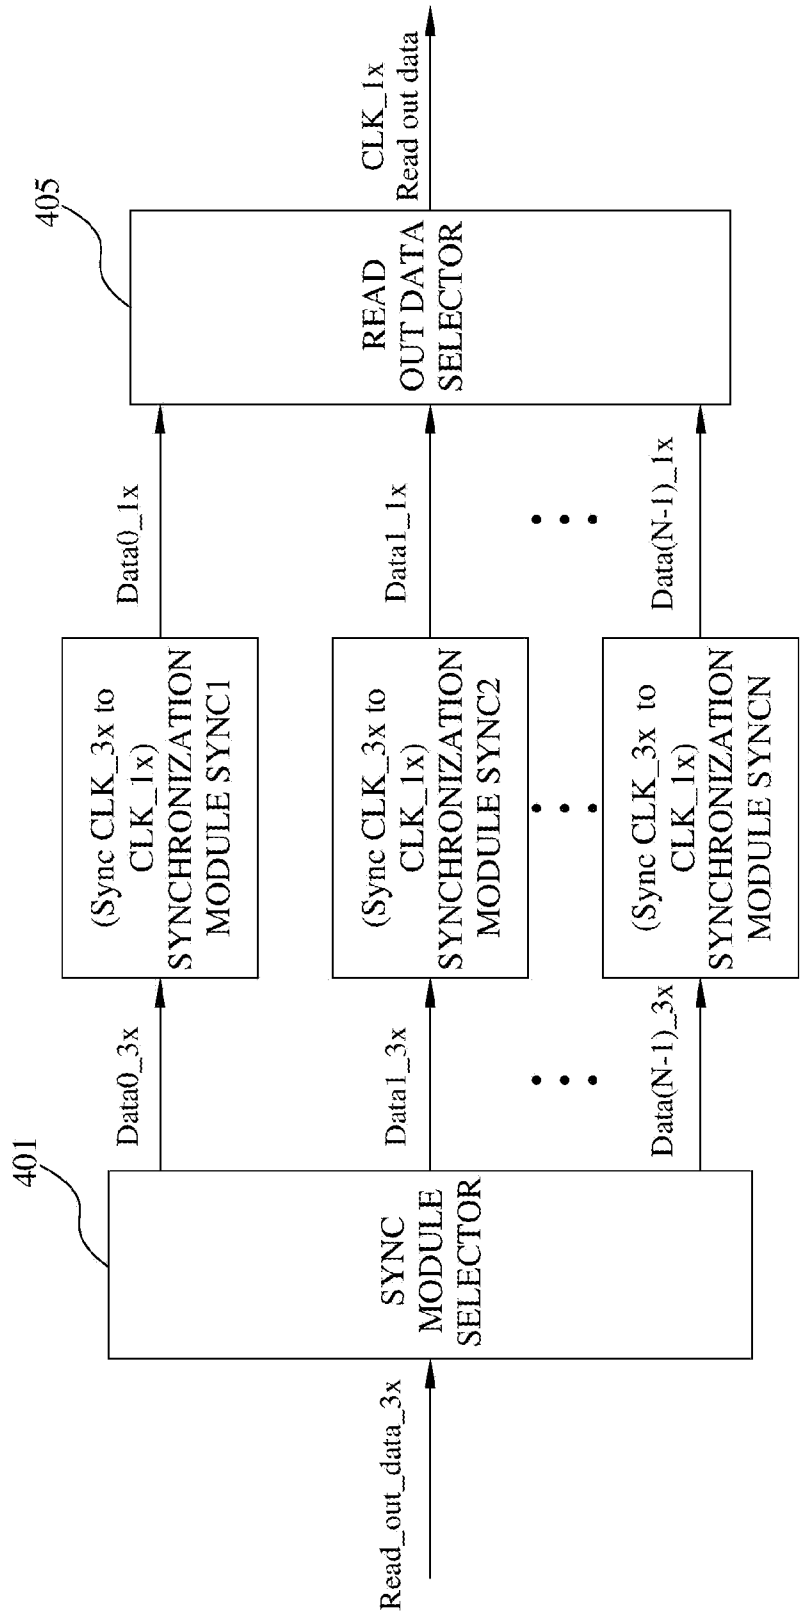 Read_out_data_3x
401
SYNC
MODULE
SELECTOR
Data0_3x
Data1_3x
Data(N-1)_3x
(Sync CLK_3x to
CLK_1x)
SYNCHRONIZATION
MODULE SYNC1
(Sync CLK_3x to
CLK_1x)
SYNCHRONIZATION
MODULE SYNC2
(Sync CLK_3x to
CLK_1x)
SYNCHRONIZATION
MODULE SYNCN
Data0_1x
Data1_1x
Data(N-1)_1x
405
READ
OUT DATA
SELECTOR
CLK_1x
Read out data